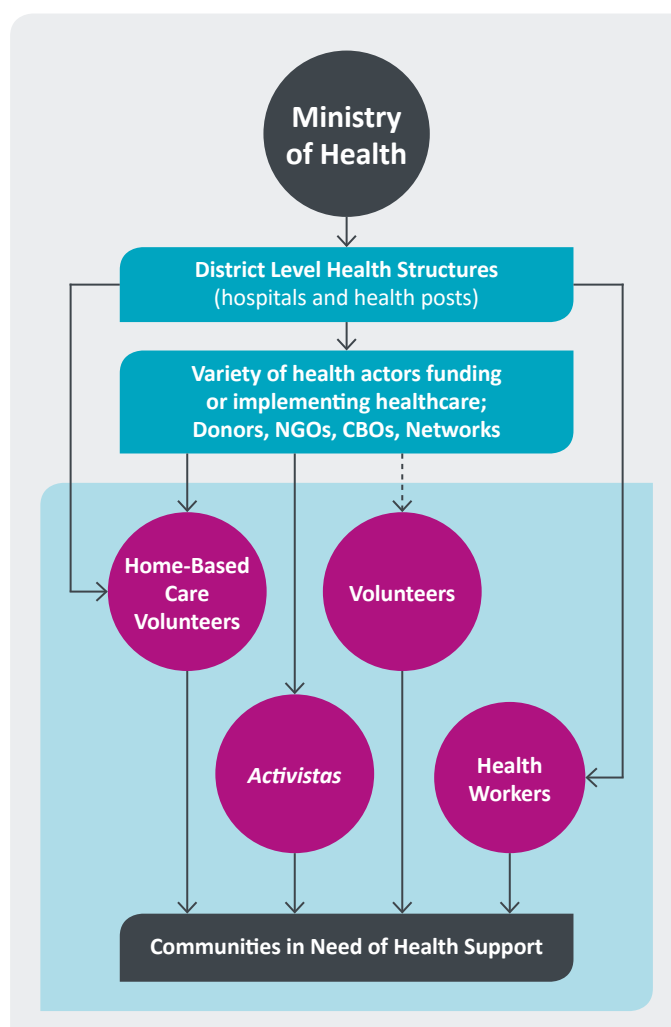 Ministry
of Health
District Level Health Structures
(hospitals and health posts)
Variety of health actors funding
or implementing healthcare;
Donors, NGOs, CBOs, Networks
Home-Based
Care
Volunteers
Volunteers
Activistas
Health
Workers
Communities in Need of Health Support